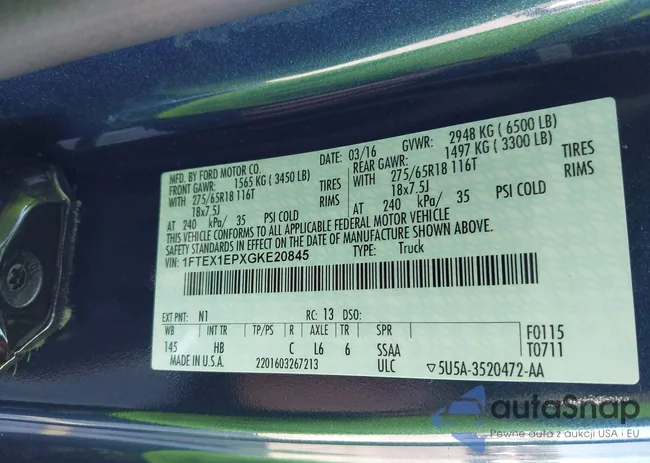 MFD. BY FORD MOTOR CO. DATE: 03/16 GVWR: 2948 KG ( 6500 LB)
FRONT GAWR: 1565 KG ( 3450 LB) REAR GAWR: 1497 KG ( 3300 LB)
WITH 275/65R18 116T TIRES WITH 275/65R18 116T TIRES
18x7.5J RIMS 18x7.5J RIMS
AT 240 kPa/ 35 PSI COLD AT 240 kPa/ 35 PSI COLD
THIS VEHICLE CONFORMS TO ALL APPLICABLE FEDERAL MOTOR VEHICLE
SAFETY STANDARDS IN EFFECT ON THE DATE OF MANUFACTURE SHOWN ABOVE.
VIN: 1FTEX1EPXGKE20845 TYPE: Truck
EXT PNT: N1 RC: 13 DSO:
WB INT TR TP/PS R AXLE TR SPR F0115
145 HB C L6 6 SSAA T0711
MADE IN U.S.A. 2201603267213 ULC ▽5U5A-3520472-AA
autaSnap
Pewne auta z aukcji USA i EU